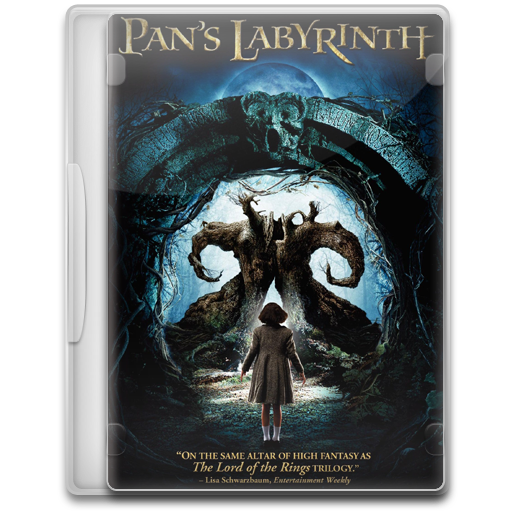 PAN'S LABYRINTH
"ON THE SAME ALTAR OF HIGH FANTASY AS
The Lord of the Rings TRILOGY."
– Lisa Schwarzbaum, Entertainment Weekly